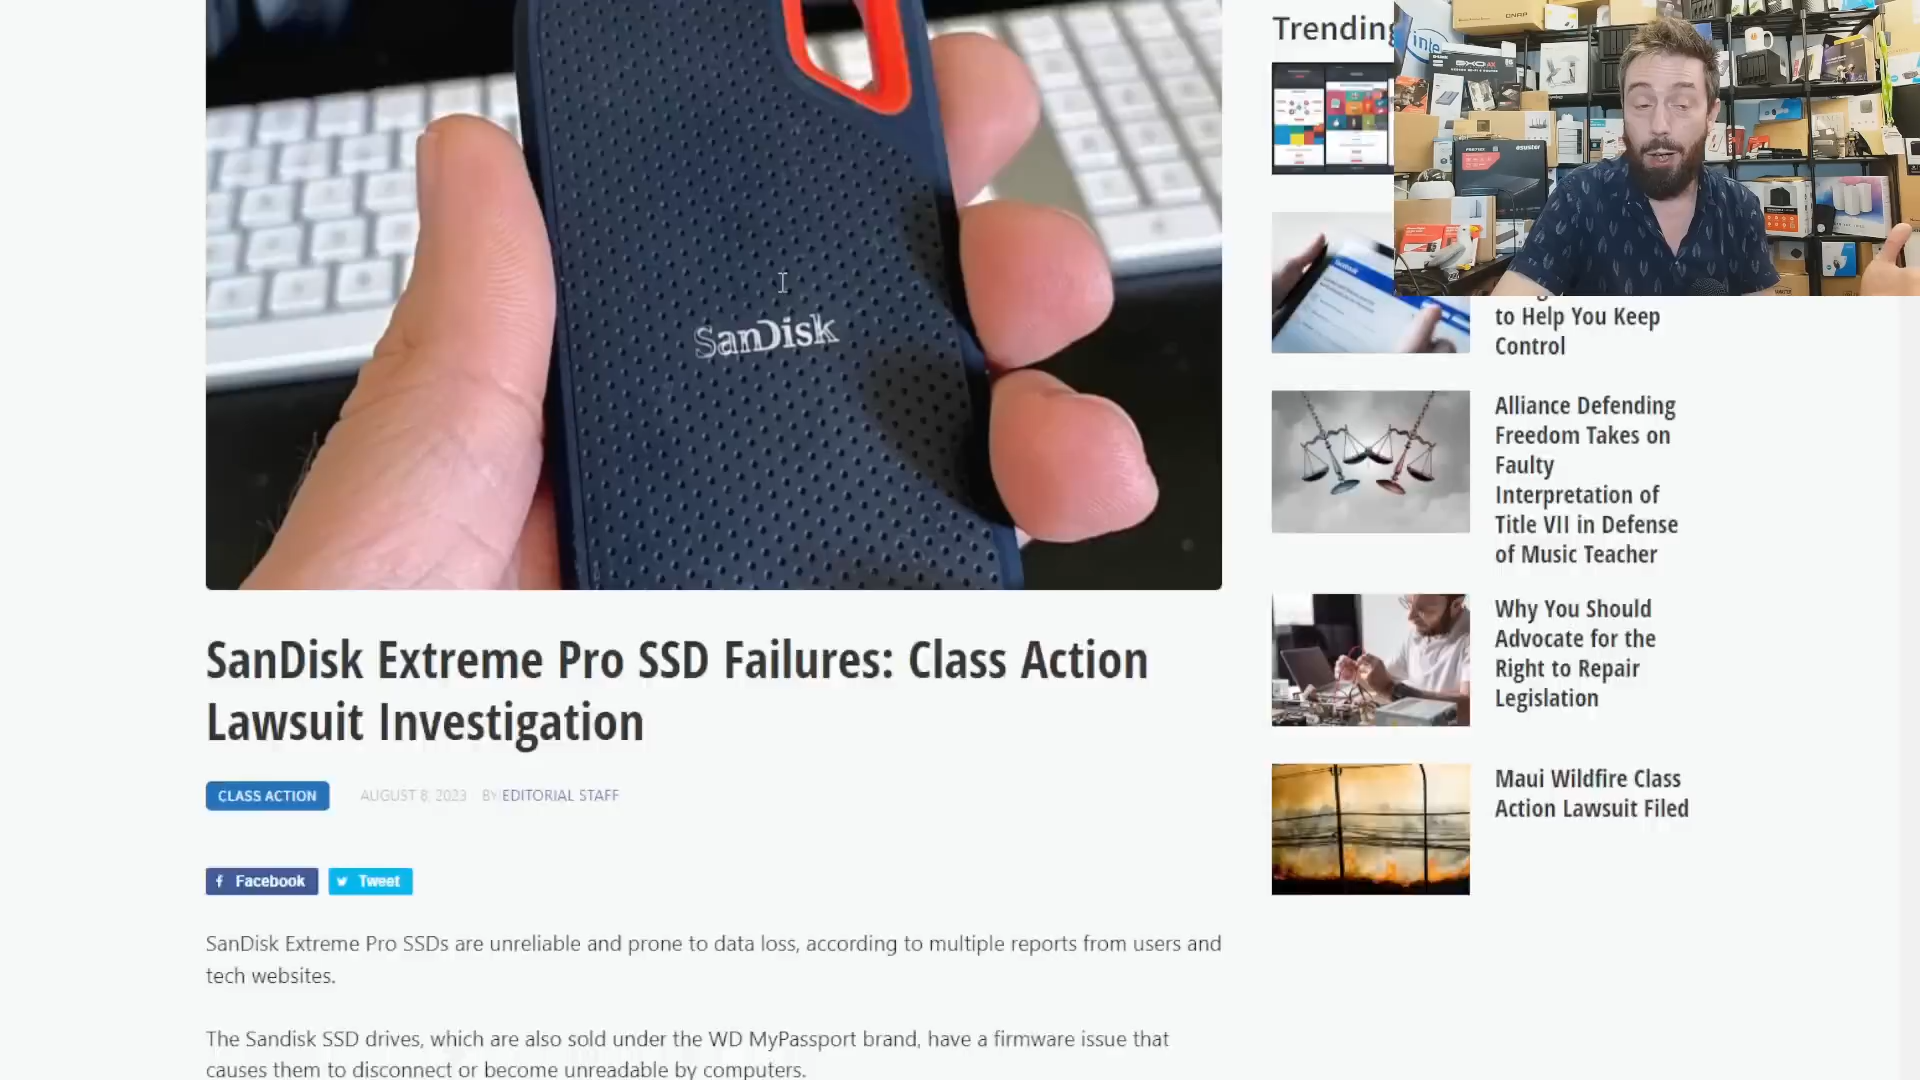 Trending
SanDisk
to Help You Keep
Control
Alliance Defending
Freedom Takes on
Faulty
Interpretation of
Title VII in Defense
of Music Teacher
Why You Should
Advocate for the
Right to Repair
Legislation
Maui Wildfire Class
Action Lawsuit Filed
SanDisk Extreme Pro SSD Failures: Class Action
Lawsuit Investigation
CLASS ACTION AUGUST 8, 2023 BY EDITORIAL STAFF
Facebook Tweet
SanDisk Extreme Pro SSDs are unreliable and prone to data loss, according to multiple reports from users and
tech websites.
The Sandisk SSD drives, which are also sold under the WD MyPassport brand, have a firmware issue that
causes them to disconnect or become unreadable by computers.